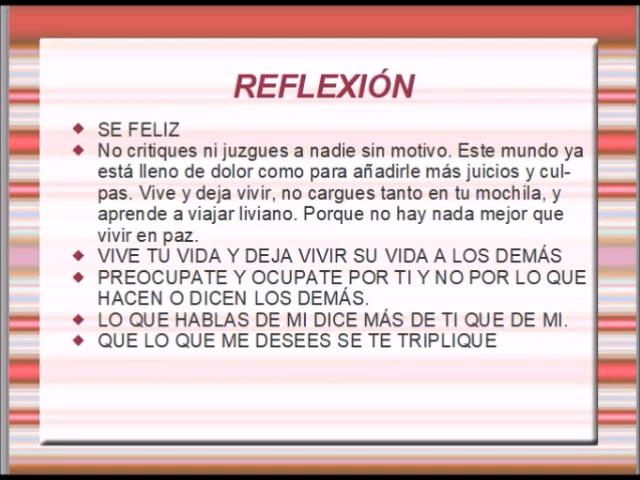 REFLEXIÓN
SE FELIZ
No critiques ni juzgues a nadie sin motivo. Este mundo ya
está lleno de dolor como para añadirle más juicios y cul-
pas. Vive y deja vivir, no cargues tanto en tu mochila, y
aprende a viajar liviano. Porque no hay nada mejor que
vivir en paz.
VIVE TU VIDA Y DEJA VIVIR SU VIDA A LOS DEMÁS
PREOCUPATE Y OCUPATE POR TI Y NO POR LO QUE
HACEN O DICEN LOS DEMÁS.
LO QUE HABLAS DE MI DICE MÁS DE TI QUE DE MI.
QUE LO QUE ME DESEES SE TE TRIPLIQUE